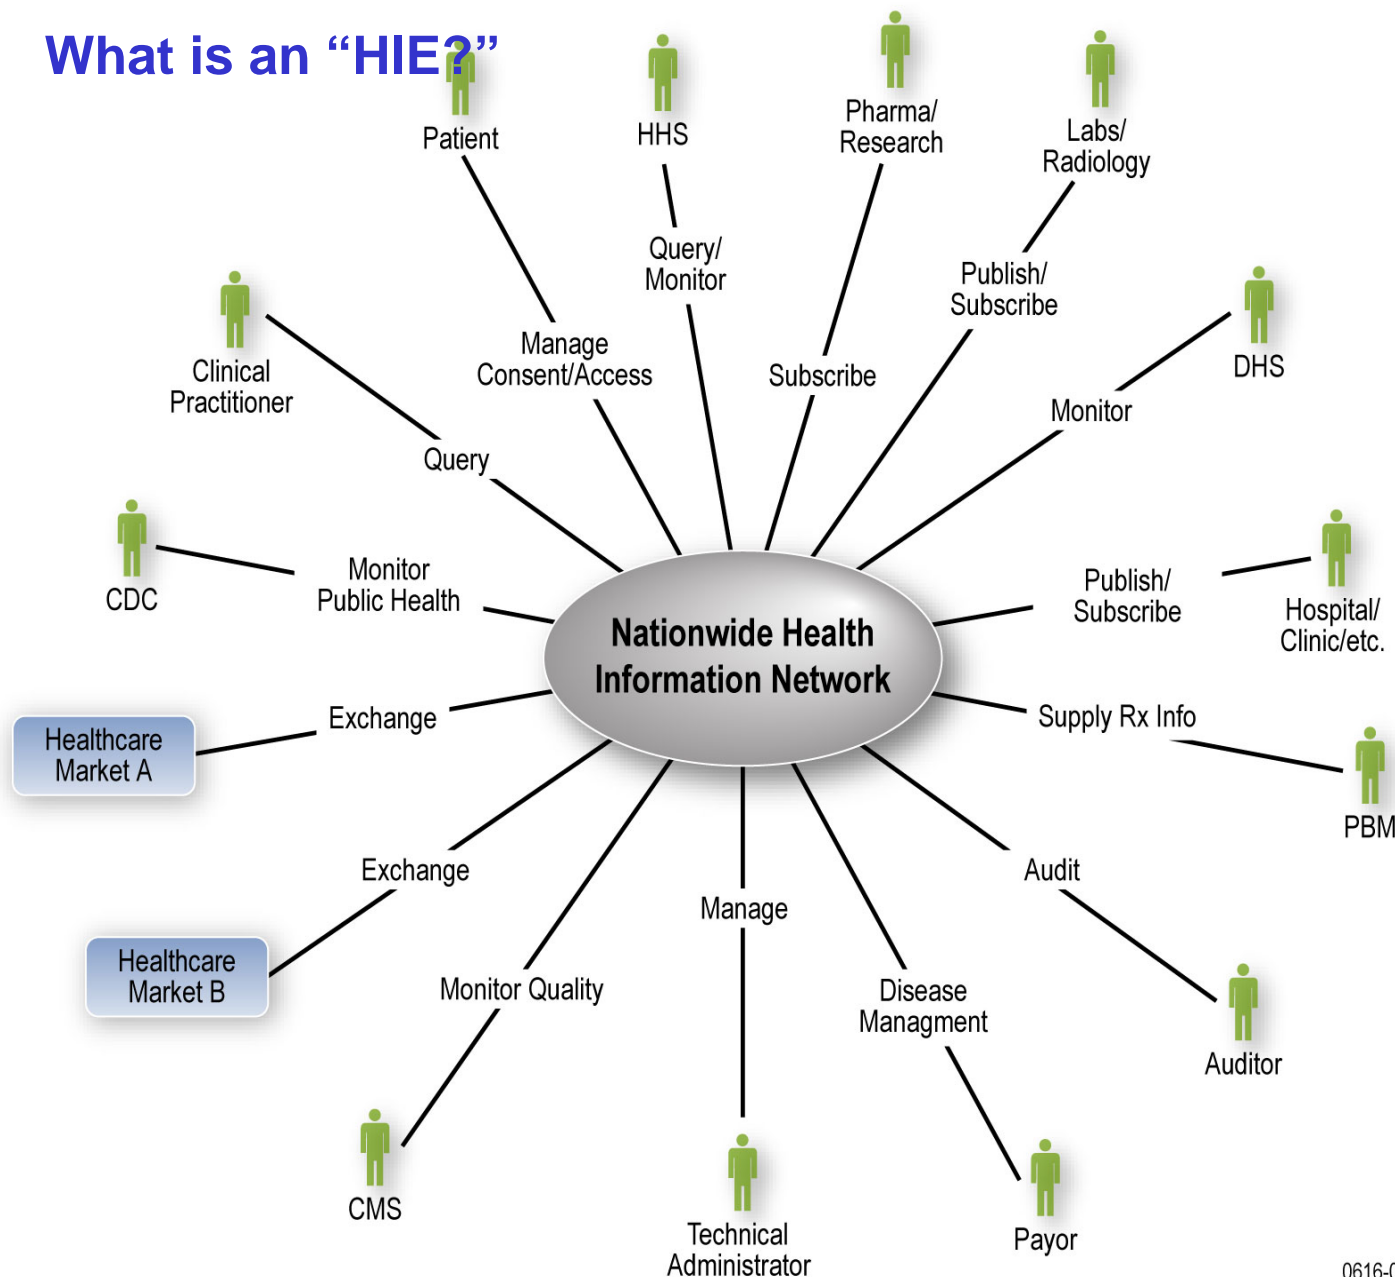 What is an “HIE?”
Patient
HHS
Pharma/
Research
Labs/
Radiology
Query/
Monitor
Publish/
Subscribe
Manage
Consent/Access
Subscribe
Clinical
Practitioner
DHS
Monitor
Query
CDC
Monitor
Public Health
Publish/
Subscribe
Hospital/
Clinic/etc.
Nationwide Health
Information Network
Exchange
Healthcare
Market A
Supply Rx Info
PBM
Exchange
Audit
Manage
Healthcare
Market B
Monitor Quality
Disease
Managment
Auditor
CMS
Technical
Administrator
Payor
0616-0